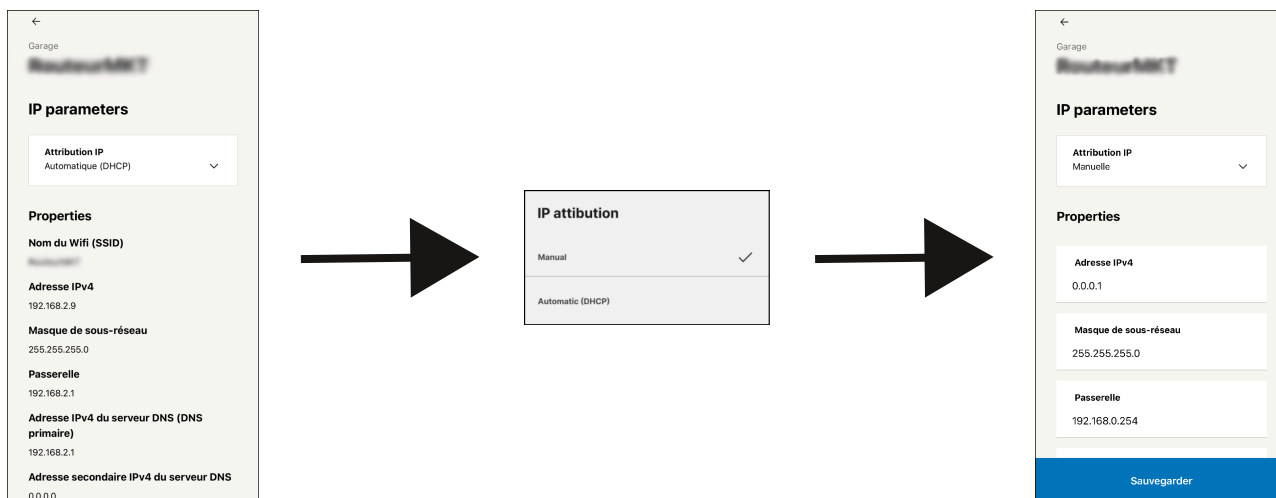 Garage
IP parameters
Attribution IP
Automatique (DHCP)
Properties
Nom du Wifi (SSID)
Adresse IPv4
192.168.2.9
Masque de sous-réseau
255.255.255.0
Passerelle
192.168.2.1
Adresse IPv4 du serveur DNS (DNS
primaire)
192.168.2.1
Adresse secondaire IPv4 du serveur DNS
0.0.0.0
IP attibution
Manual
Automatic (DHCP)
Garage
IP parameters
Attribution IP
Manuelle
Properties
Adresse IPv4
0.0.0.1
Masque de sous-réseau
255.255.255.0
Passerelle
192.168.0.254
Sauvegarder